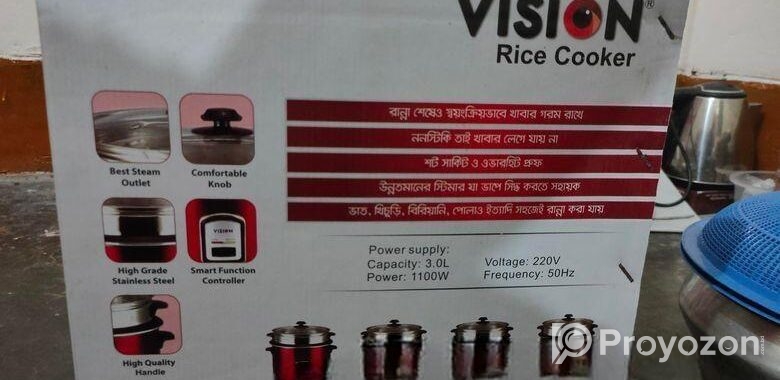 VISION®
Rice Cooker
রান্না শেষেও স্বয়ংক্রিয়ভাবে খাবার গরম রাখে
ননস্টিকি তাই খাবার লেগে যায় না
শর্ট সার্কিট ও ওভারহিট প্রুফ
উন্নতমানের স্টিমার যা ভাপে সিদ্ধ করতে সহায়ক
ভাত, খিচুড়ি, বিরিয়ানি, পোলাও ইত্যাদি সহজেই রান্না করা যায়
Best Steam
Outlet
Comfortable
Knob
VISION
High Grade
Stainless Steel
VISION
Smart Function
Controller
High Quality
Handle
Power supply:
Capacity: 3.0L
Power: 1100W
Voltage: 220V
Frequency: 50Hz
Proyozon